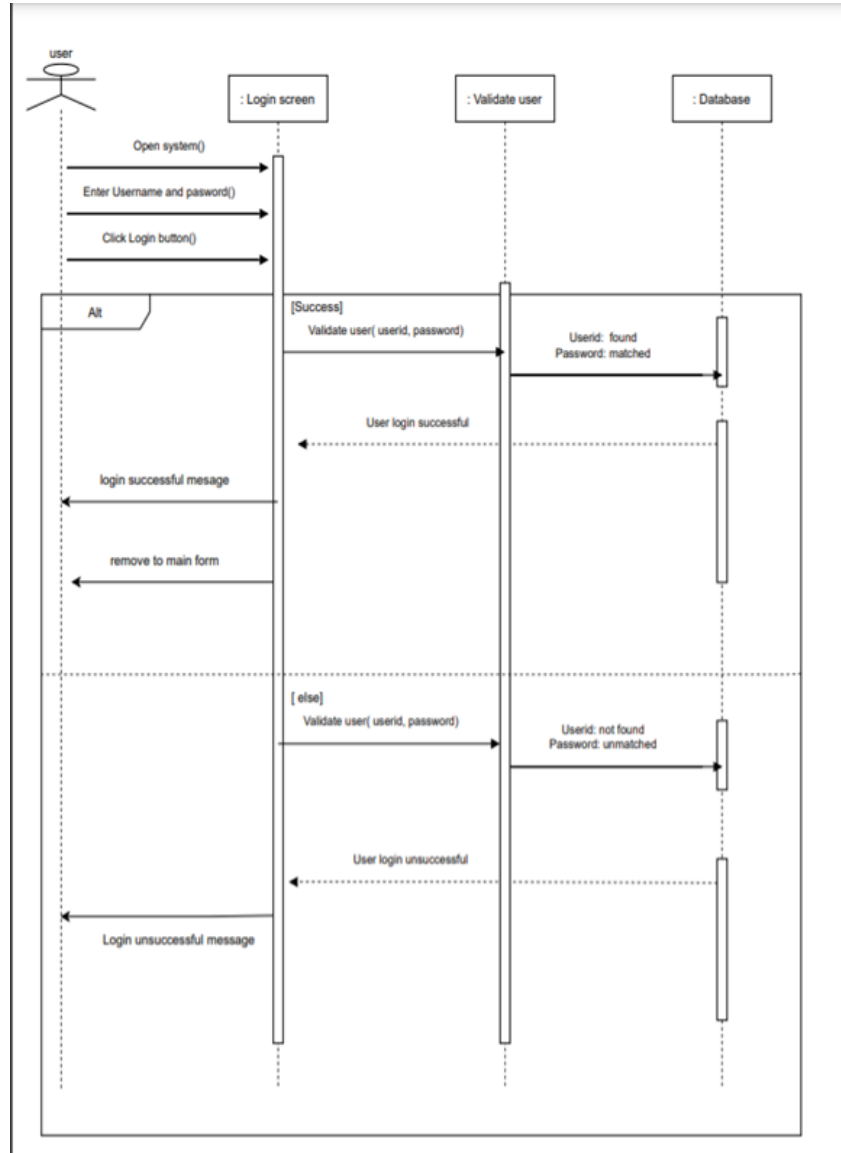 user
: Login screen
: Validate user
: Database
Open system()
Enter Username and pasword()
Click Login button()
Alt
[Success]
Validate user( userid, password)
Userid: found
Password: matched
User login successful
login successful mesage
remove to main form
[ else]
Validate user( userid, password)
Userid: not found
Password: unmatched
User login unsuccessful
Login unsuccessful message